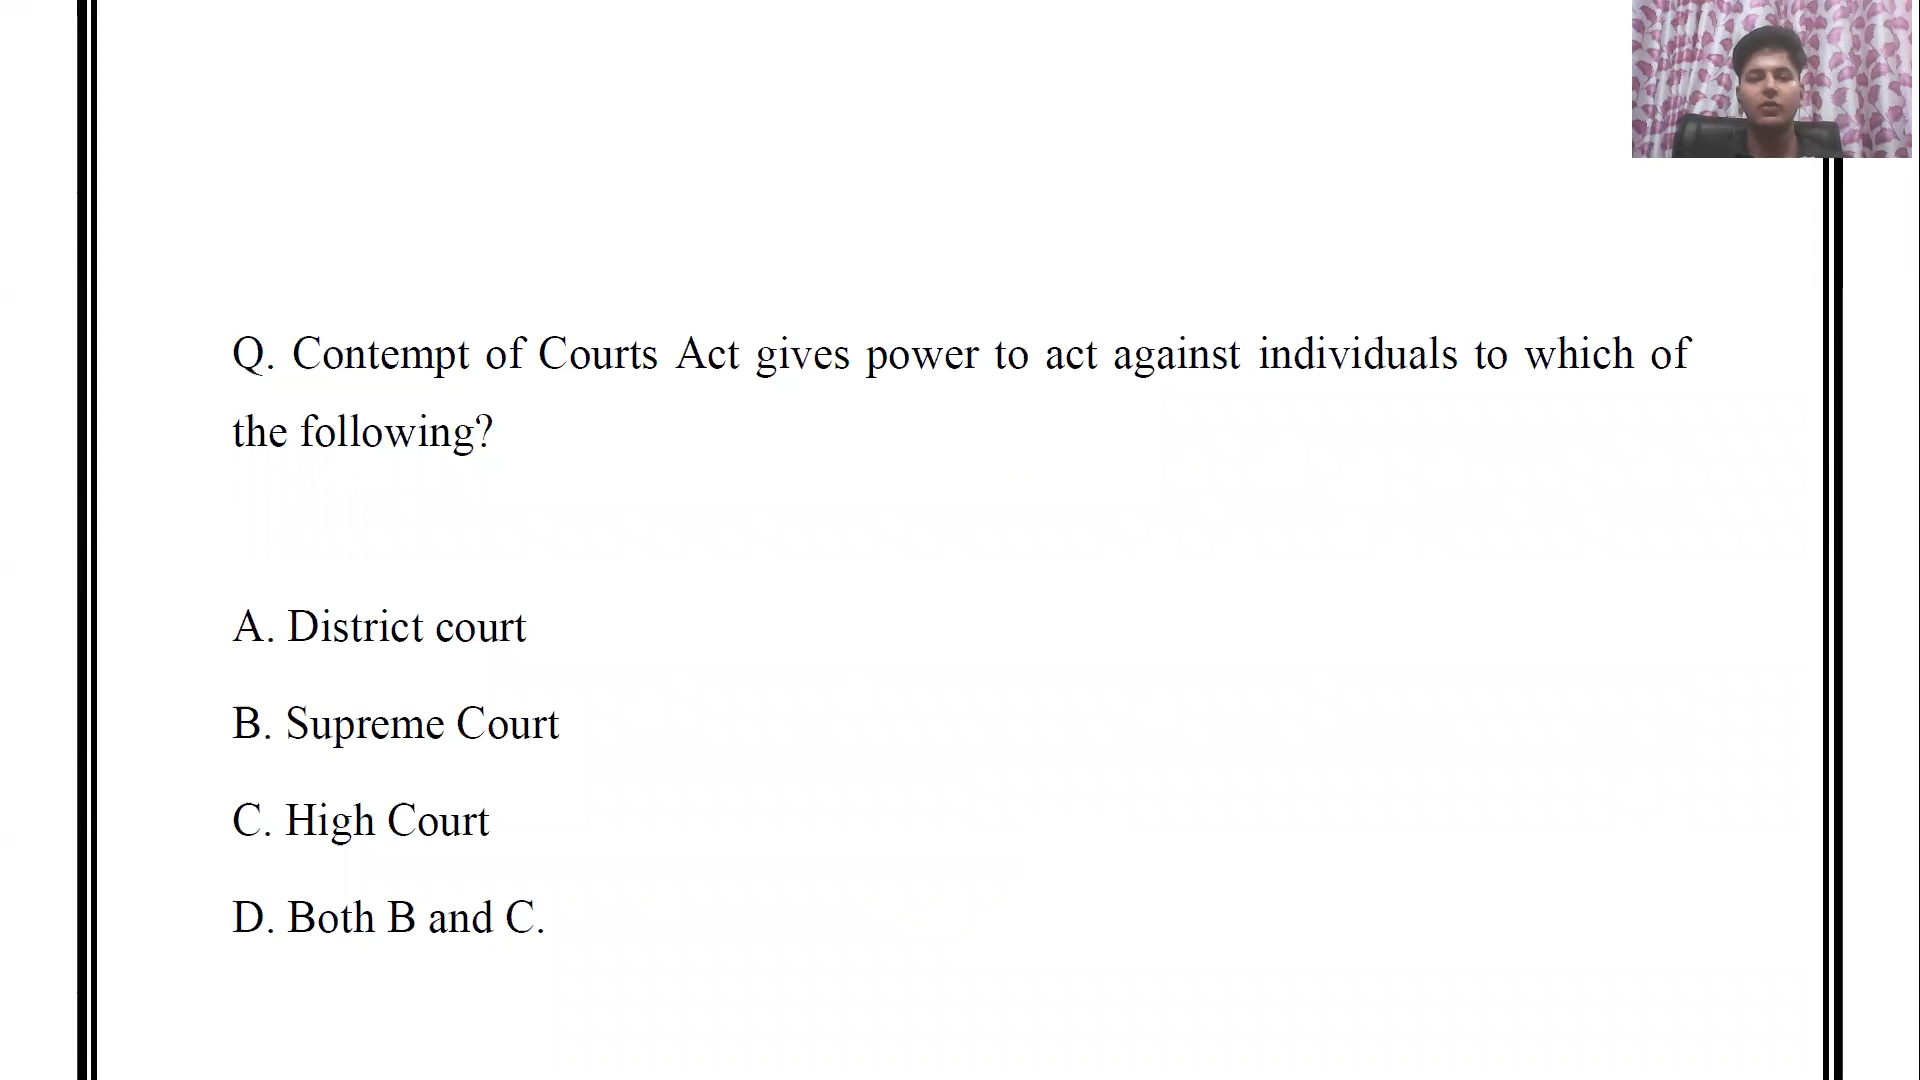 Q. Contempt of Courts Act gives power to act against individuals to which of
the following?
A. District court
B. Supreme Court
C. High Court
D. Both B and C.